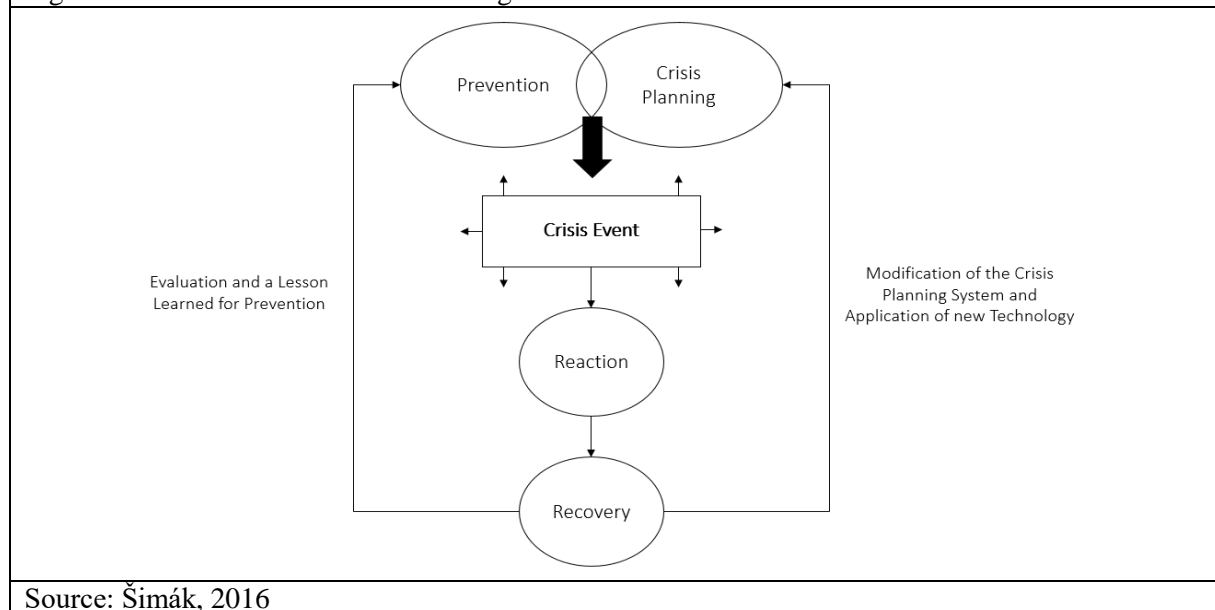 Prevention
Crisis
Planning
Crisis Event
Evaluation and a Lesson
Learned for Prevention
Modification of the Crisis
Planning System and
Application of new Technology
Reaction
Recovery
Source: Šimák, 2016